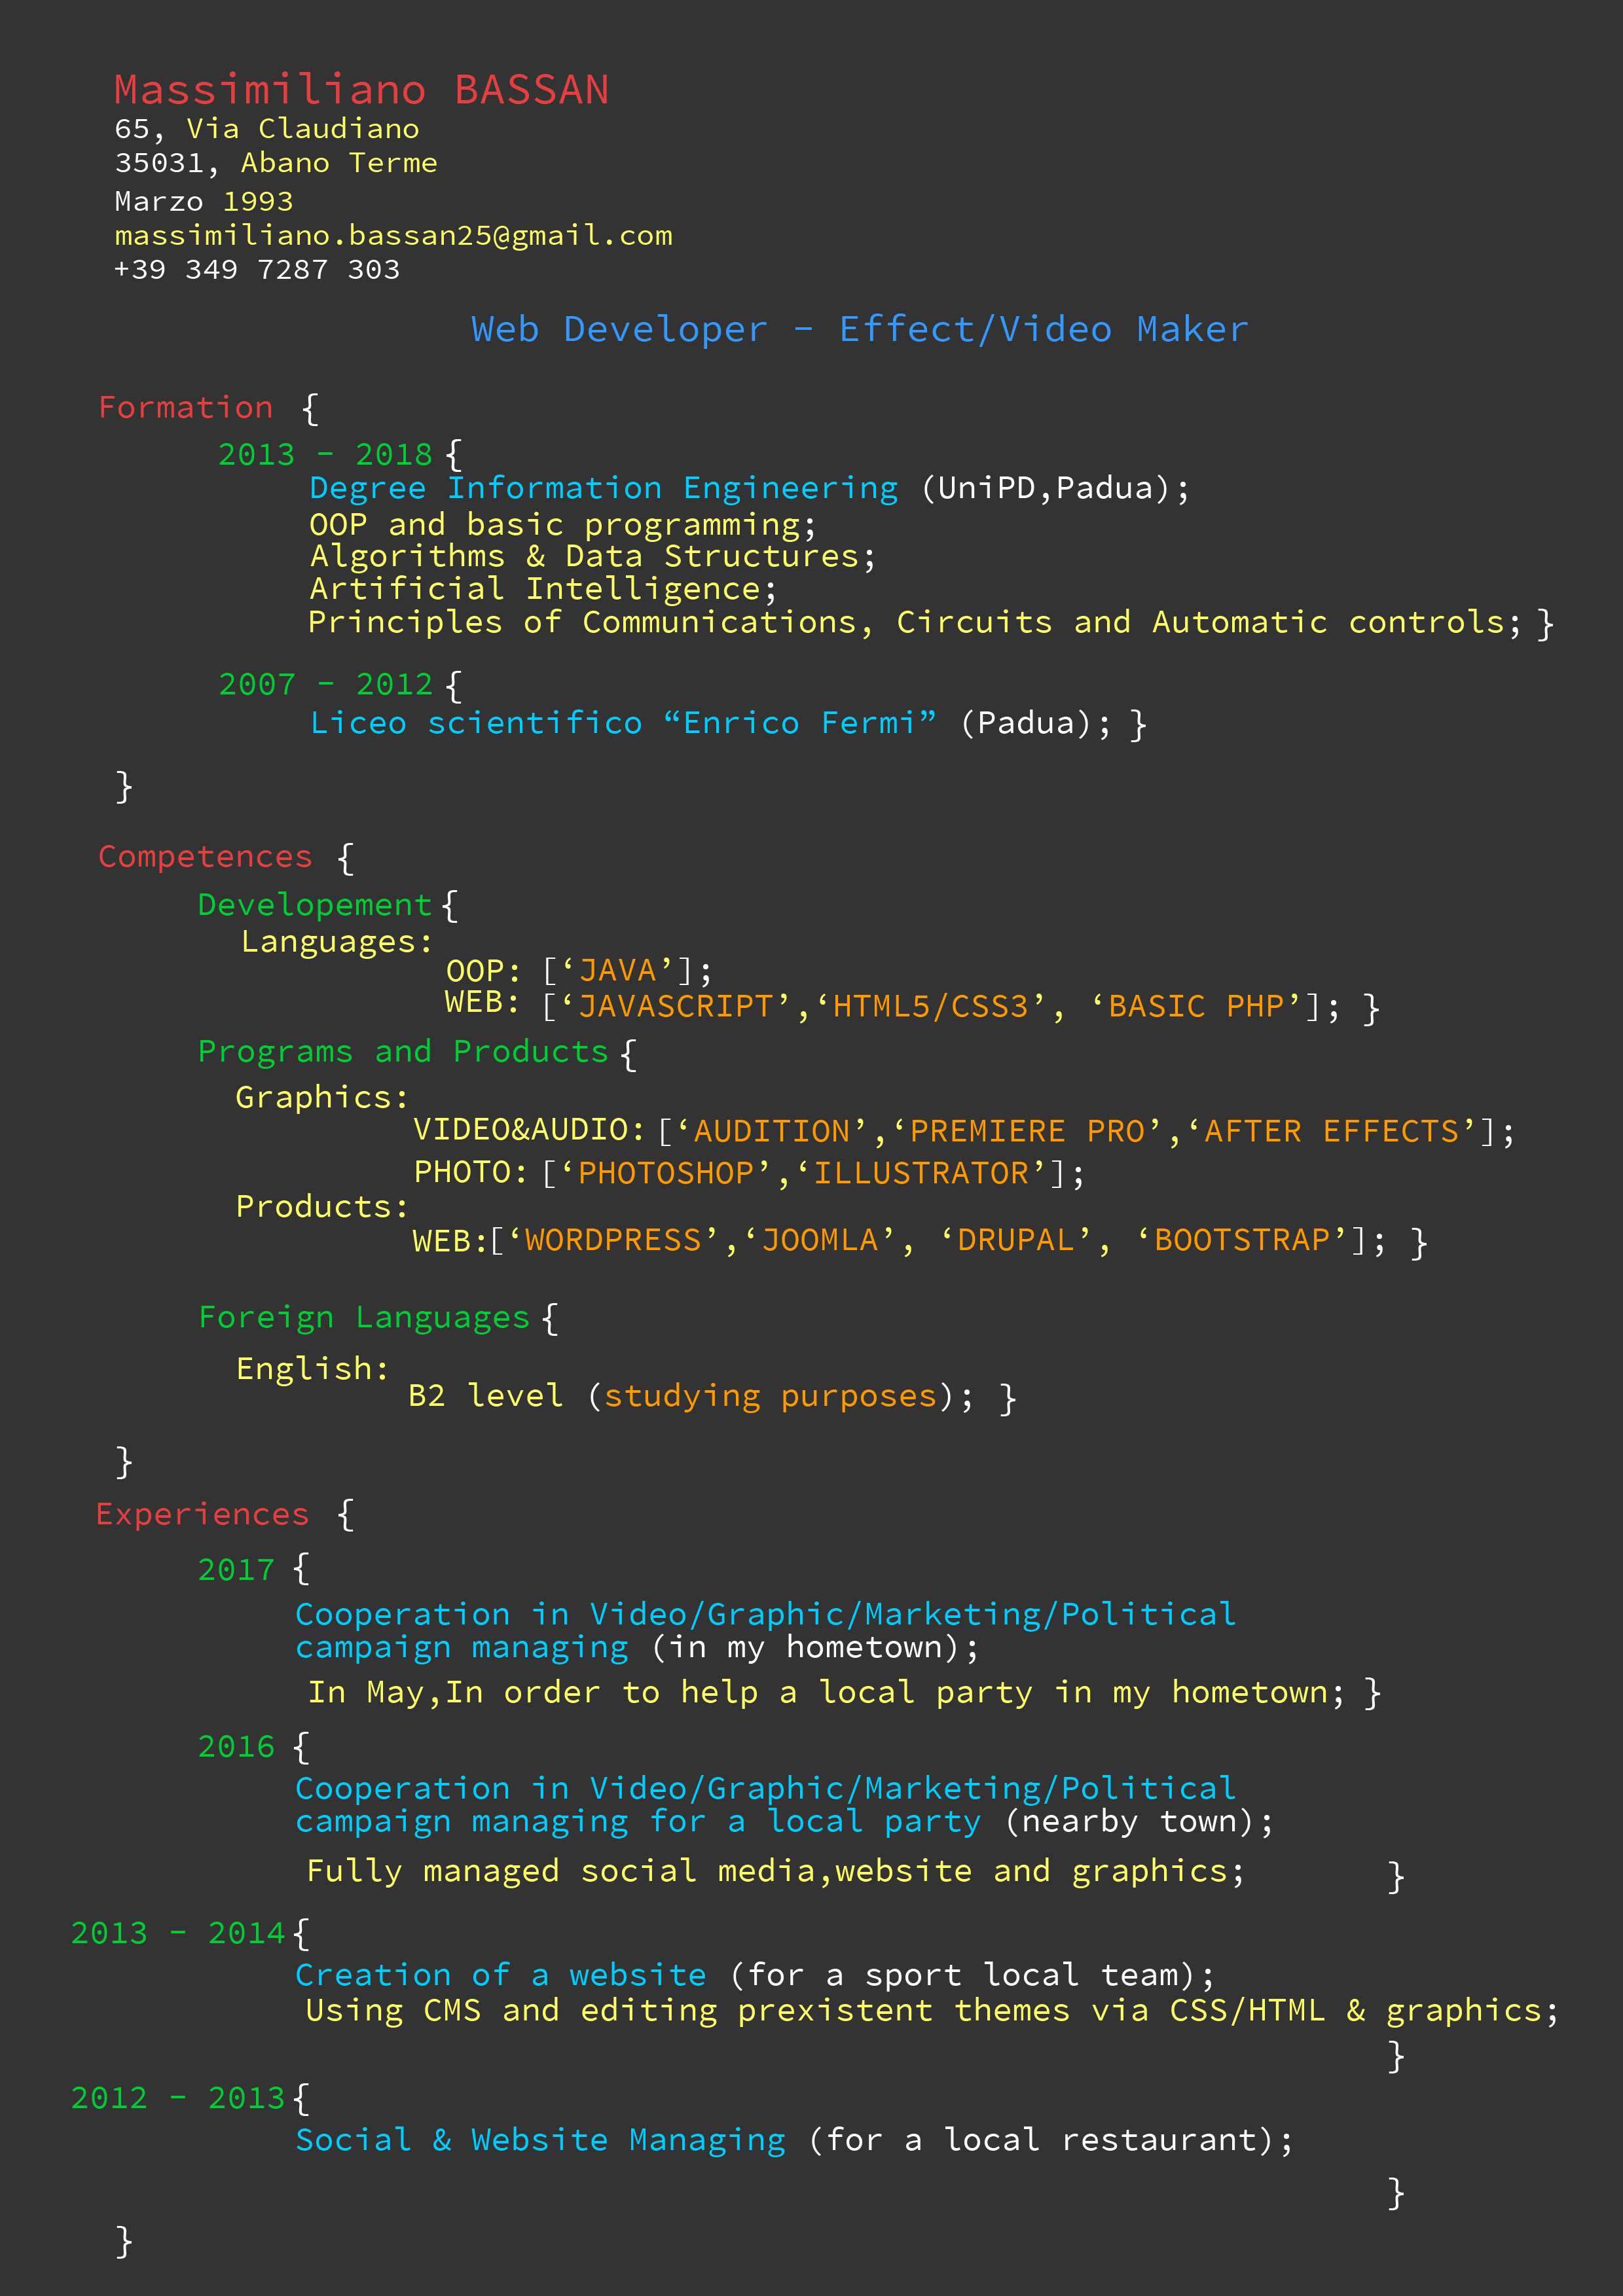 Massimiliano BASSAN
65, Via Claudiano
35031, Abano Terme
Marzo 1993
massimiliano.bassan25@gmail.com
+39 349 7287 303
Web Developer - Effect/Video Maker
Formation {
2013 - 2018 {
Degree Information Engineering (UniPD,Padua);
OOP and basic programming;
Algorithms & Data Structures;
Artificial Intelligence;
Principles of Communications, Circuits and Automatic controls; }
2007 - 2012 {
Liceo scientifico “Enrico Fermi” (Padua); }
}
Competences {
Developement {
Languages:
OOP: [‘JAVA’];
WEB: [‘JAVASCRIPT’,‘HTML5/CSS3’, ‘BASIC PHP’]; }
Programs and Products {
Graphics:
VIDEO&AUDIO: [‘AUDITION’,‘PREMIERE PRO’,‘AFTER EFFECTS’];
PHOTO: [‘PHOTOSHOP’,‘ILLUSTRATOR’];
Products:
WEB:[‘WORDPRESS’,‘JOOMLA’, ‘DRUPAL’, ‘BOOTSTRAP’]; }
Foreign Languages {
English:
B2 level (studying purposes); }
}
Experiences {
2017 {
Cooperation in Video/Graphic/Marketing/Political
campaign managing (in my hometown);
In May,In order to help a local party in my hometown; }
2016 {
Cooperation in Video/Graphic/Marketing/Political
campaign managing for a local party (nearby town);
Fully managed social media,website and graphics; }
2013 - 2014 {
Creation of a website (for a sport local team);
Using CMS and editing prexistent themes via CSS/HTML & graphics;
}
2012 - 2013 {
Social & Website Managing (for a local restaurant);
}
}